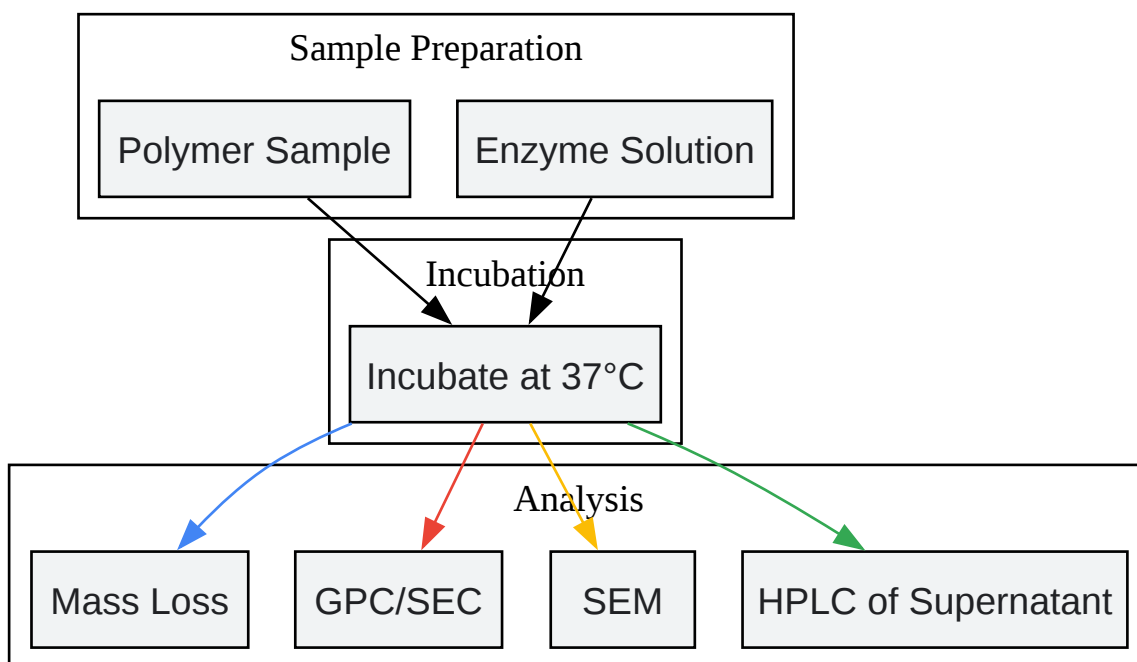 Sample Preparation
Polymer Sample
Enzyme Solution
Incubation
Incubate at 37°C
Analysis
Mass Loss
GPC/SEC
SEM
HPLC of Supernatant